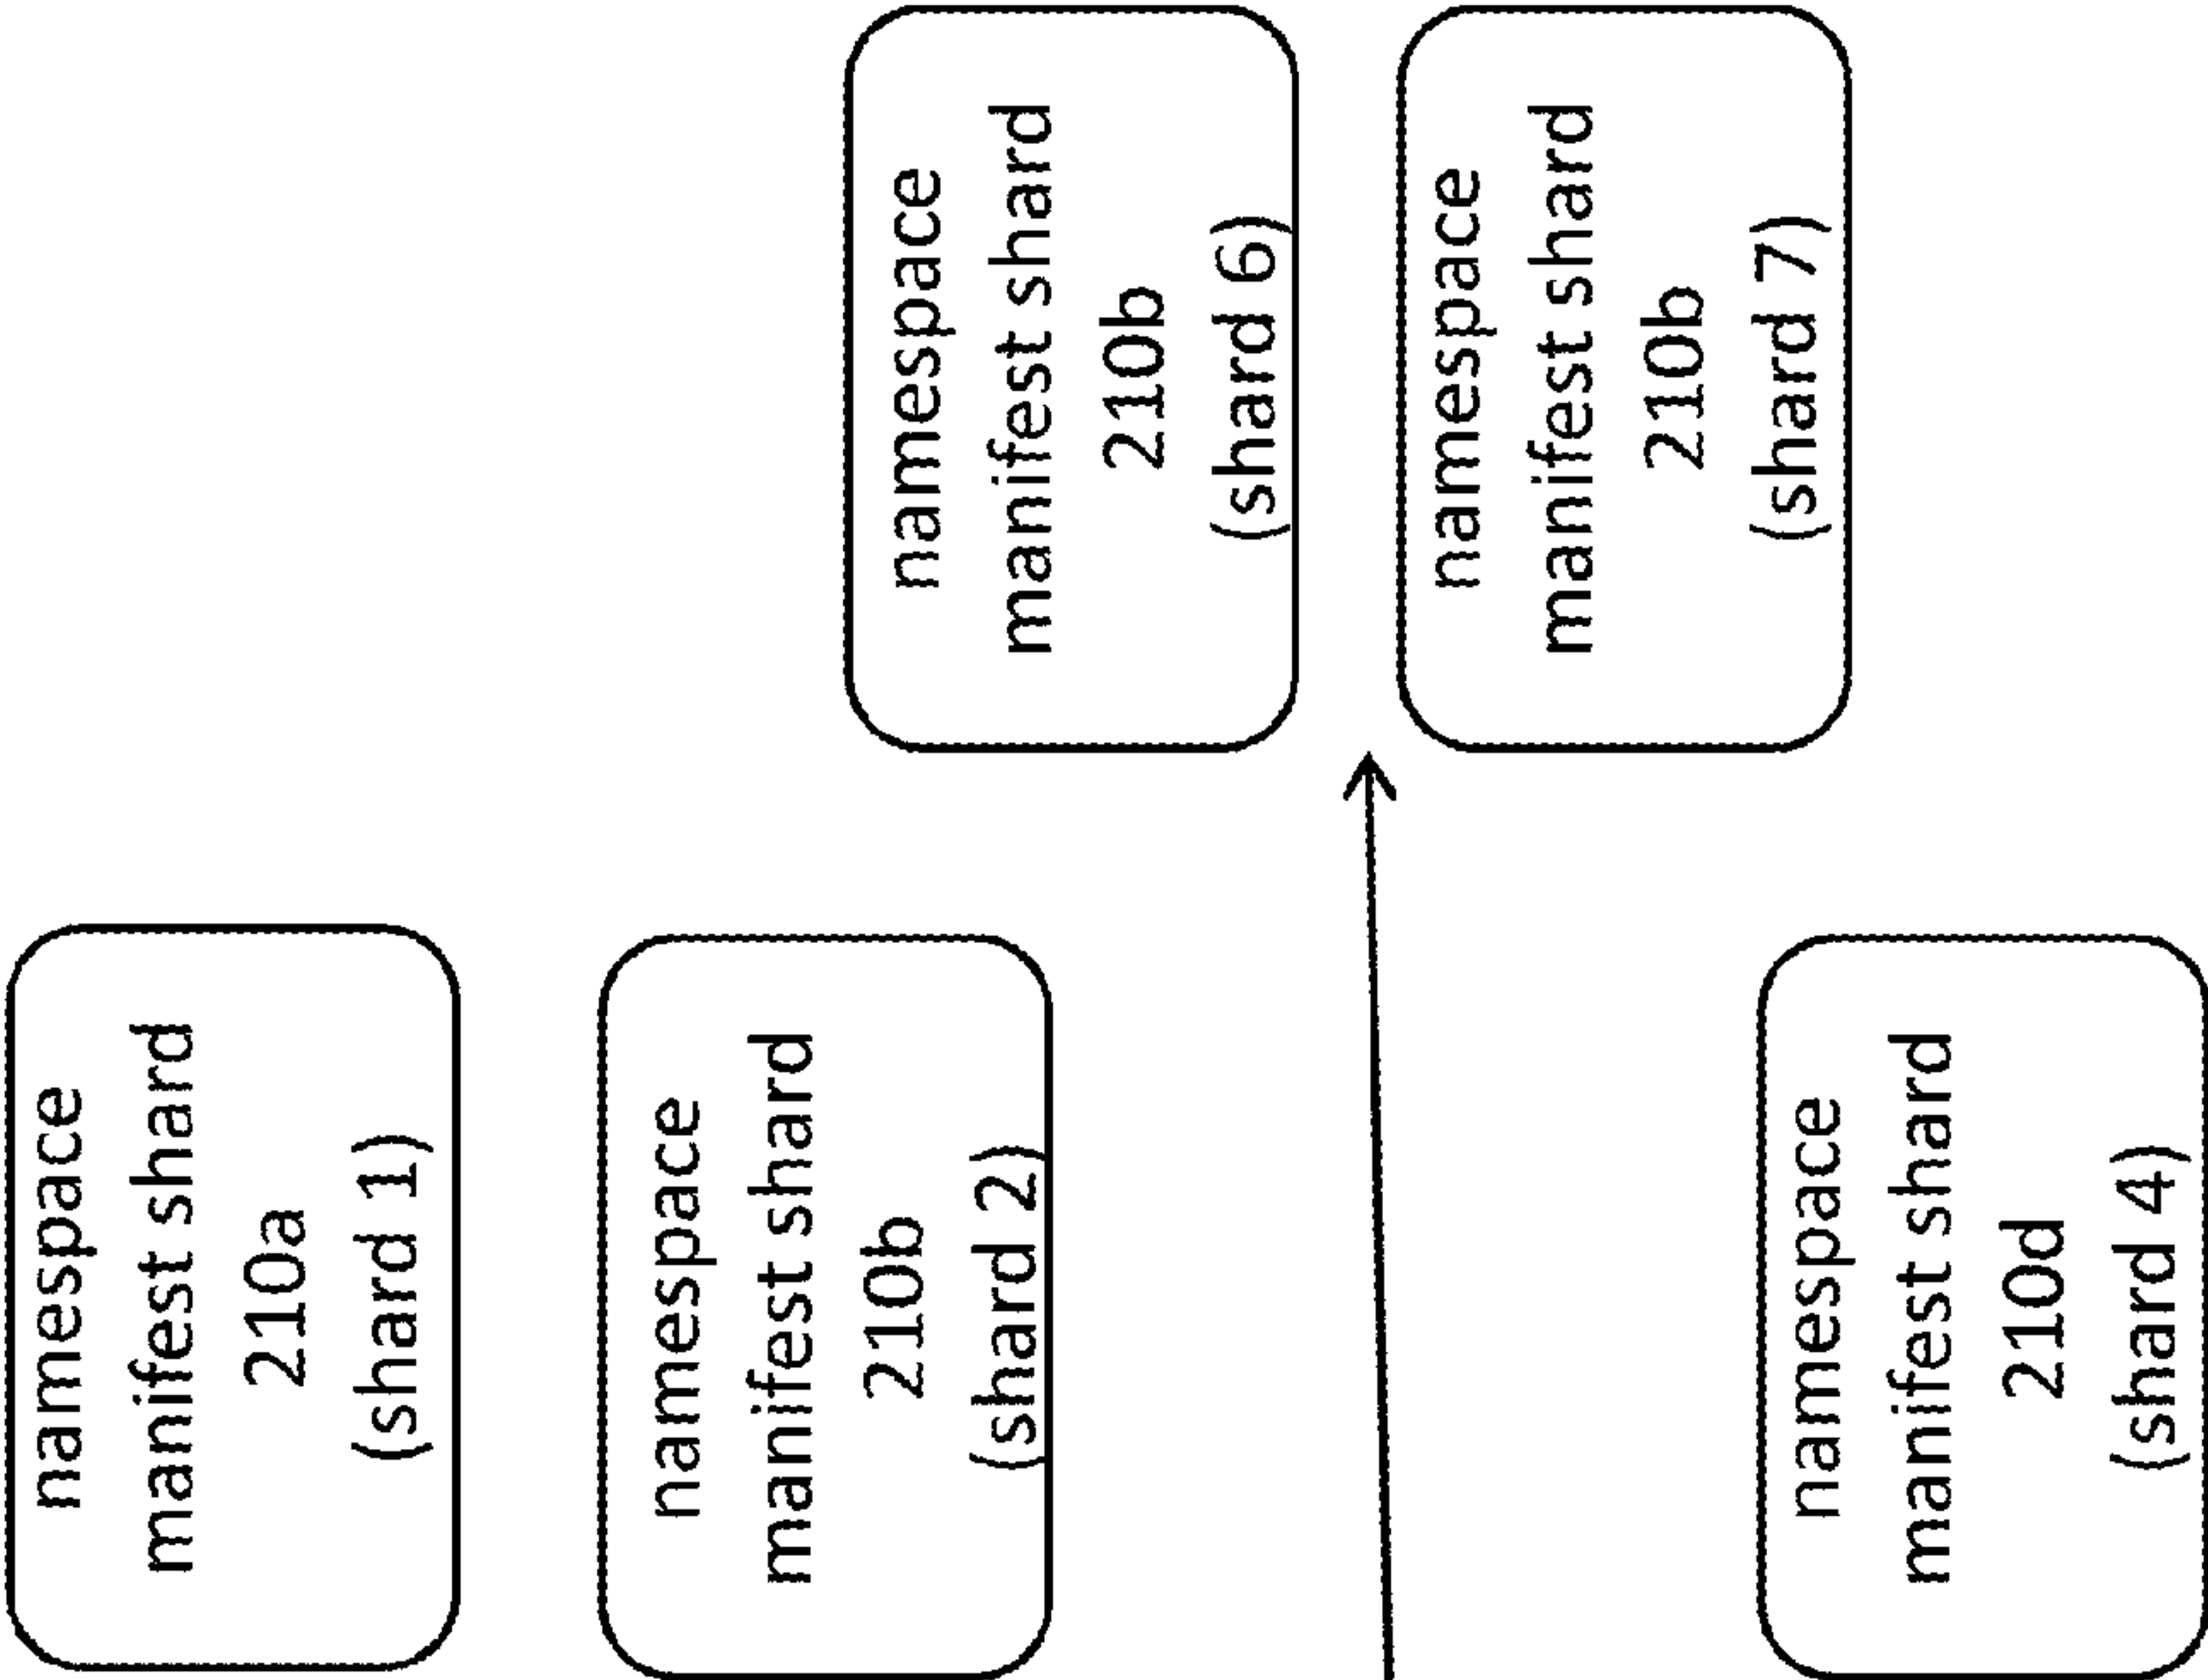 namespace
manifest shard
210a
(shard 1)
namespace
manifest shard
210b
(shard 2)
namespace
manifest shard
210b
(shard 6)
namespace
manifest shard
210b
(shard 7)
namespace
manifest shard
210d
(shard 4)